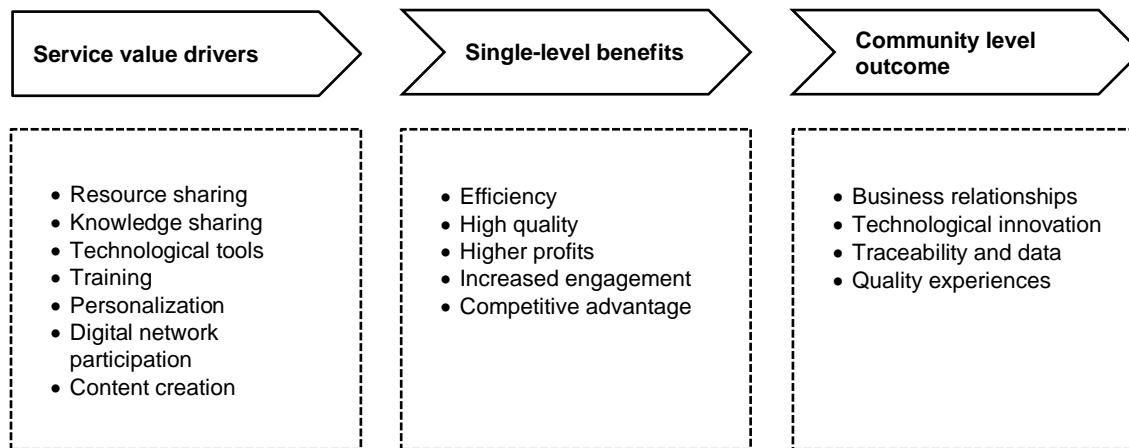 Service value drivers
Single-level benefits
Community level
outcome
• Resource sharing
• Knowledge sharing
• Technological tools
• Training
• Personalization
• Digital network
participation
• Content creation
• Efficiency
• High quality
• Higher profits
• Increased engagement
• Competitive advantage
• Business relationships
• Technological innovation
• Traceability and data
• Quality experiences